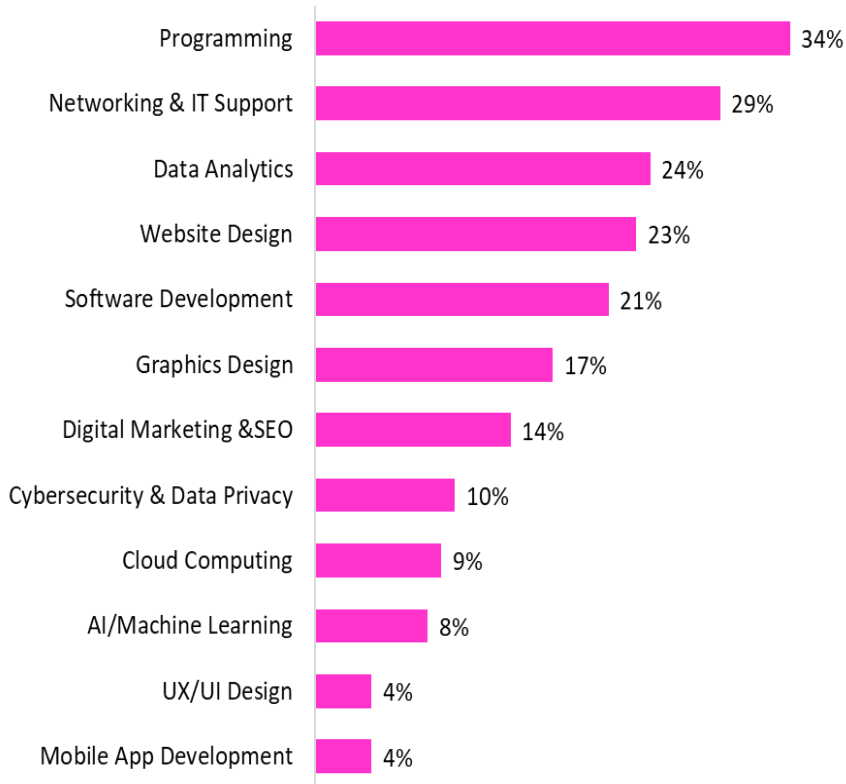 Programming 34%
Networking & IT Support 29%
Data Analytics 24%
Website Design 23%
Software Development 21%
Graphics Design 17%
Digital Marketing &SEO 14%
Cybersecurity & Data Privacy 10%
Cloud Computing 9%
AI/Machine Learning 8%
UX/UI Design 4%
Mobile App Development 4%